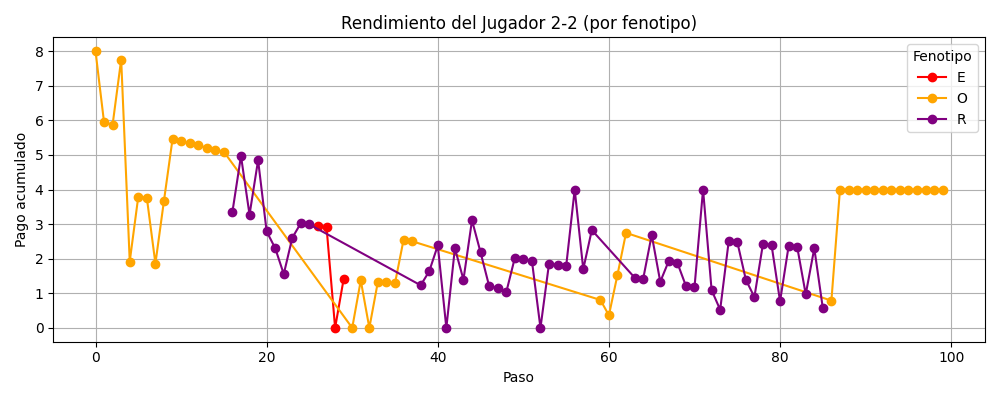 Rendimiento del Jugador 2-2 (por fenotipo)
Pago acumulado
8
7
6
5
4
3
2
1
0
Fenotipo
E
O
R
0 20 40 60 80 100
Paso